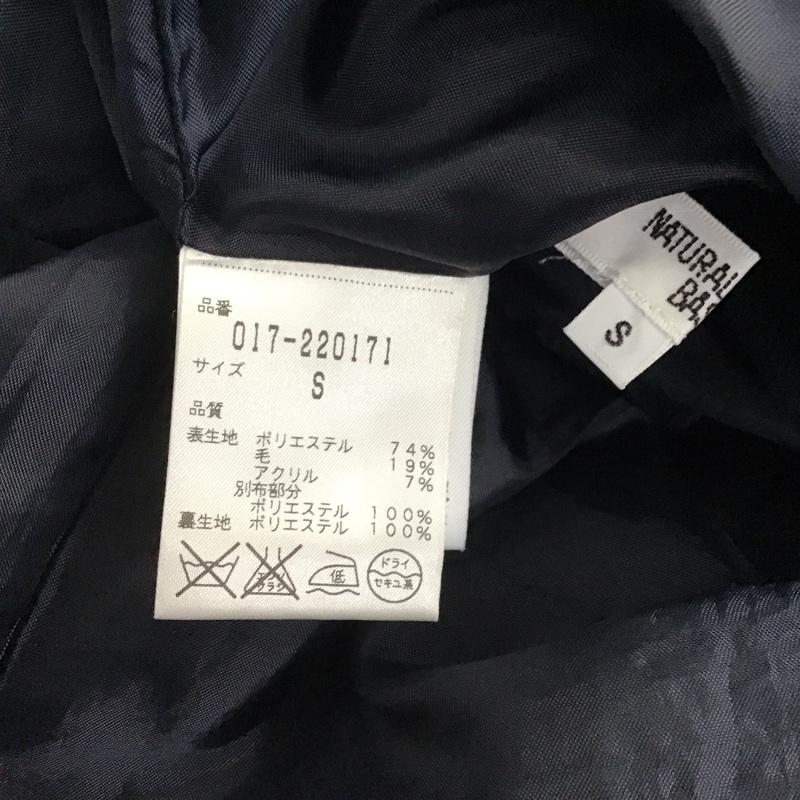 品番
017-220171
サイズ
S
品質
表生地 ポリエステル 74%
毛 19%
アクリル 7%
別布部分
ポリエステル 100%
裏生地 ポリエステル 100%
低
ドライ
セキユ系
NATURAL
S